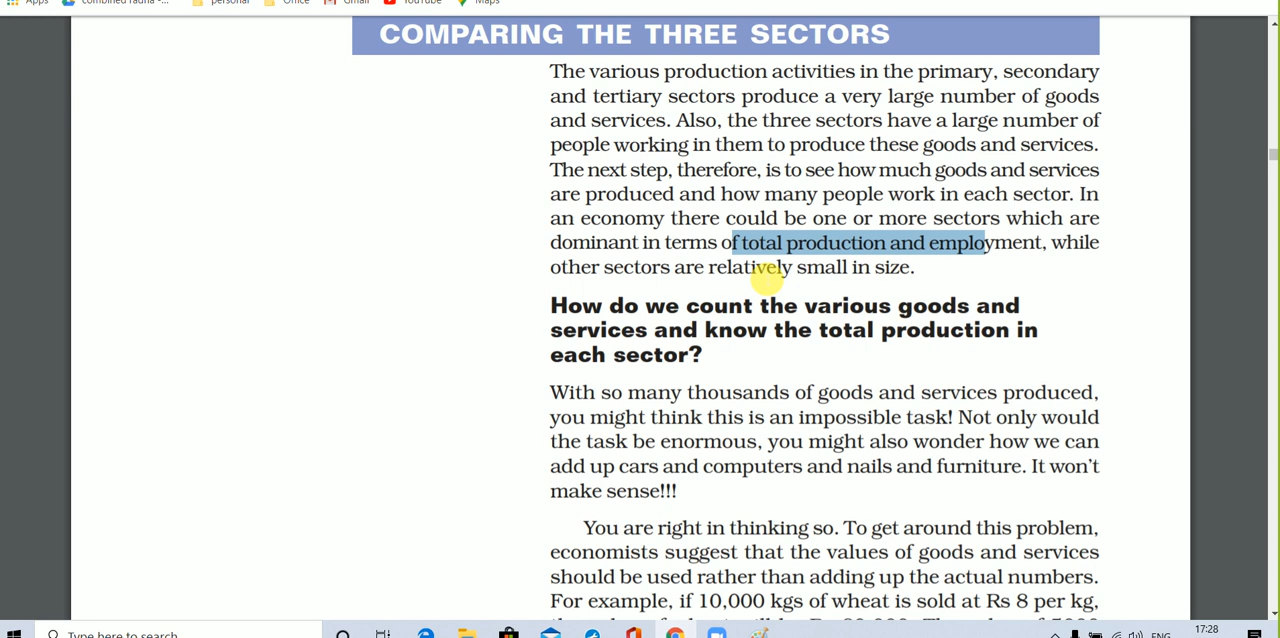 Apps combined radha -... personal Office Gmail YouTube Maps
COMPARING THE THREE SECTORS
The various production activities in the primary, secondary
and tertiary sectors produce a very large number of goods
and services. Also, the three sectors have a large number of
people working in them to produce these goods and services.
The next step, therefore, is to see how much goods and services
are produced and how many people work in each sector. In
an economy there could be one or more sectors which are
dominant in terms of total production and employment, while
other sectors are relatively small in size.
How do we count the various goods and
services and know the total production in
each sector?
With so many thousands of goods and services produced,
you might think this is an impossible task! Not only would
the task be enormous, you might also wonder how we can
add up cars and computers and nails and furniture. It won't
make sense!!!
You are right in thinking so. To get around this problem,
economists suggest that the values of goods and services
should be used rather than adding up the actual numbers.
For example, if 10,000 kgs of wheat is sold at Rs 8 per kg,
Type here to search ENG 17:28